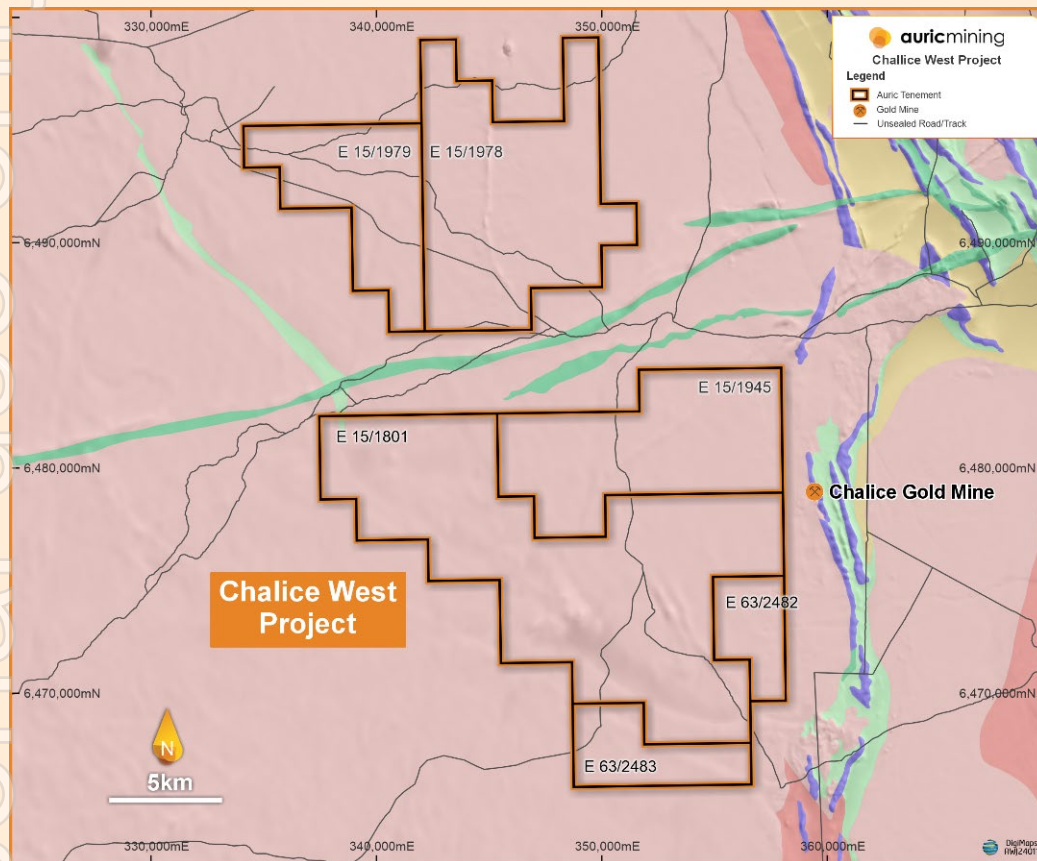 330,000mE
340,000mE
350,000mE
auricmining
Challice West Project
Legend
Auric Tenement
Gold Mine
Unsealed Road/Track
E 15/1979
E 15/1978
6,490,000mN
6,490,000mN
E 15/1945
E 15/1801
6,480,000mN
6,480,000mN
Chalice Gold Mine
Chalice West
Project
E 63/2482
6,470,000mN
6,470,000mN
N
5km
E 63/2483
330,000mE
340,000mE
350,000mE
360,000mE
DigiMaps